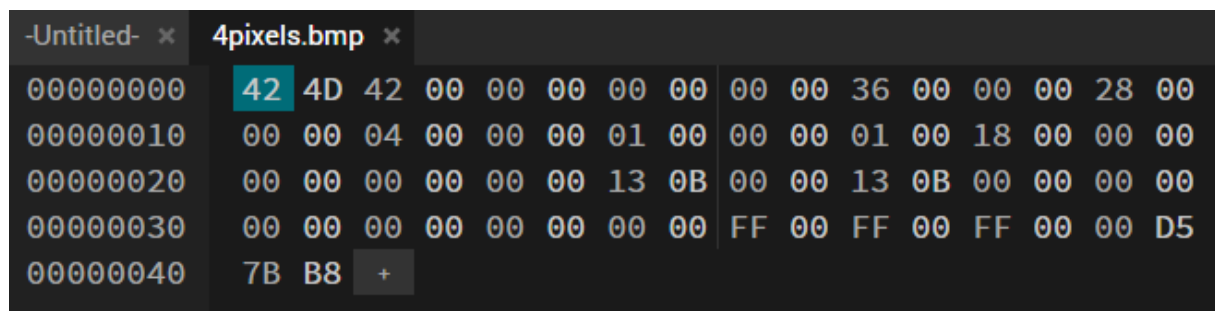 -Untitled- × 4pixels.bmp ×
00000000 42 4D 42 00 00 00 00 00 00 00 36 00 00 00 28 00
00000010 00 00 04 00 00 00 01 00 00 00 01 00 18 00 00 00
00000020 00 00 00 00 00 00 13 0B 00 00 13 0B 00 00 00 00
00000030 00 00 00 00 00 00 00 00 FF 00 FF 00 FF 00 00 D5
00000040 7B B8 +